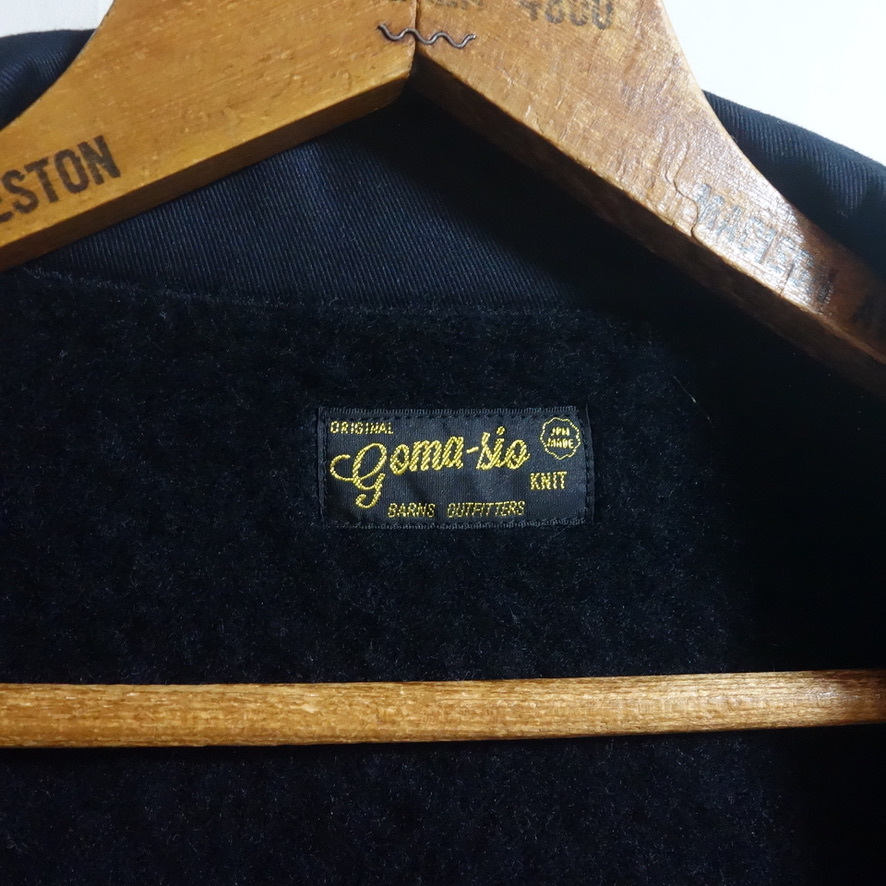 4800
ESTON
ORIGINAL
Goma-sio
JPN
MADE
KNIT
BARNS OUTFITTERS